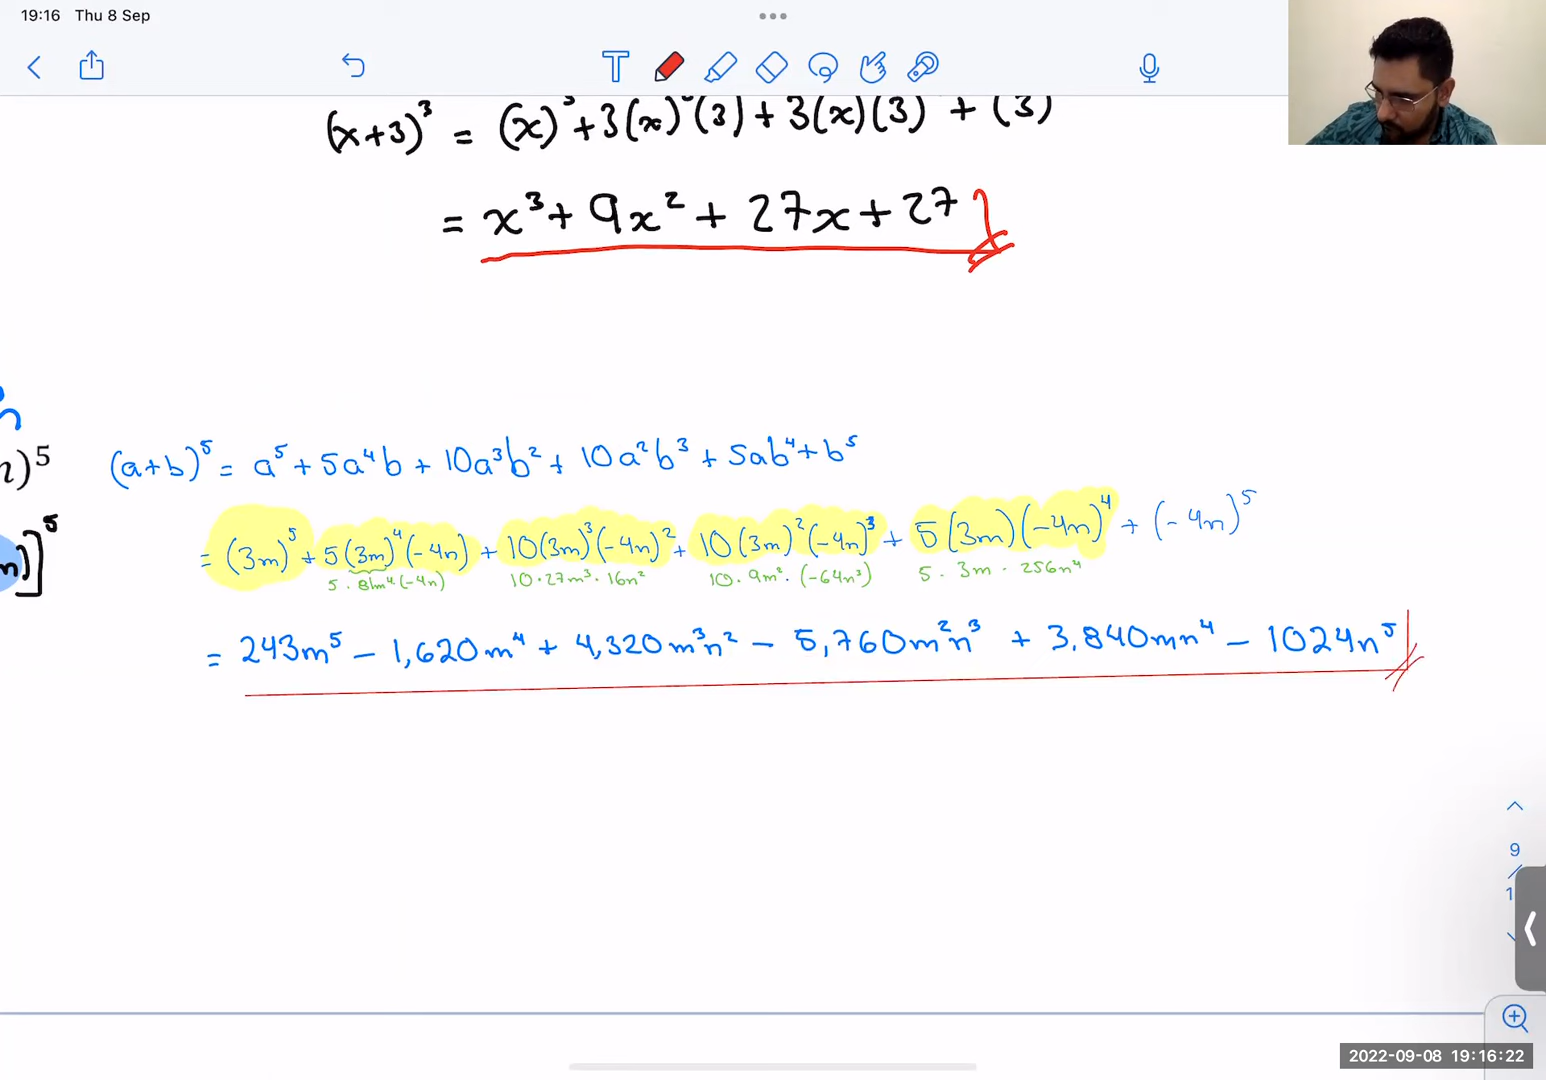 19:16 Thu 8 Sep
(x+3)³ = (x)³+3(x)²(3)+3(x)(3) + (3)
= x³+ 9x² + 27x+27
n)⁵ (a+b)⁵ = a⁵ + 5a⁴b + 10a³b² + 10a²b³ + 5ab⁴ + b⁵
n)]⁵ = (3m)⁵ + 5(3m)⁴(-4n) + 10(3m)³(-4n)² + 10(3m)²(-4n)³ + 5(3m)(-4n)⁴ + (-4n)⁵
5 · 81m⁴(-4n) 10·27m³·16n² 10 · 9m² · (-64n³) 5 · 3m · 256n⁴
= 243m⁵ - 1,620m⁴ + 4,320m³n² - 5,760m²n³ + 3,840mn⁴ - 1024n⁵
9
/
1
2022-09-08 19:16:22